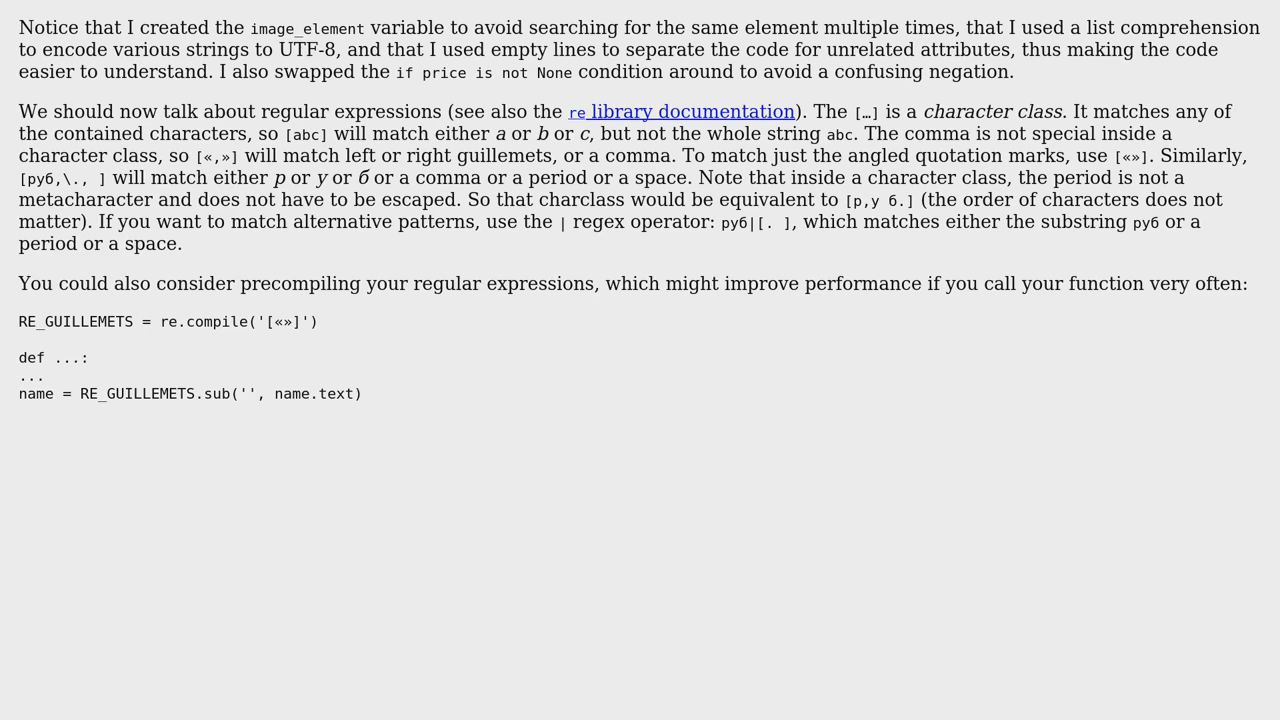 Notice that I created the image_element variable to avoid searching for the same element multiple times, that I used a list comprehension
to encode various strings to UTF-8, and that I used empty lines to separate the code for unrelated attributes, thus making the code
easier to understand. I also swapped the if price is not None condition around to avoid a confusing negation.
We should now talk about regular expressions (see also the re library documentation). The […] is a character class. It matches any of
the contained characters, so [abc] will match either a or b or c, but not the whole string abc. The comma is not special inside a
character class, so [«,»] will match left or right guillemets, or a comma. To match just the angled quotation marks, use [«»]. Similarly,
[руб,\., ] will match either р or у or б or a comma or a period or a space. Note that inside a character class, the period is not a
metacharacter and does not have to be escaped. So that charclass would be equivalent to [р,у б.] (the order of characters does not
matter). If you want to match alternative patterns, use the | regex operator: руб|[. ], which matches either the substring руб or a
period or a space.
You could also consider precompiling your regular expressions, which might improve performance if you call your function very often:
RE_GUILLEMETS = re.compile('[«»]')
def ...:
...
name = RE_GUILLEMETS.sub('', name.text)